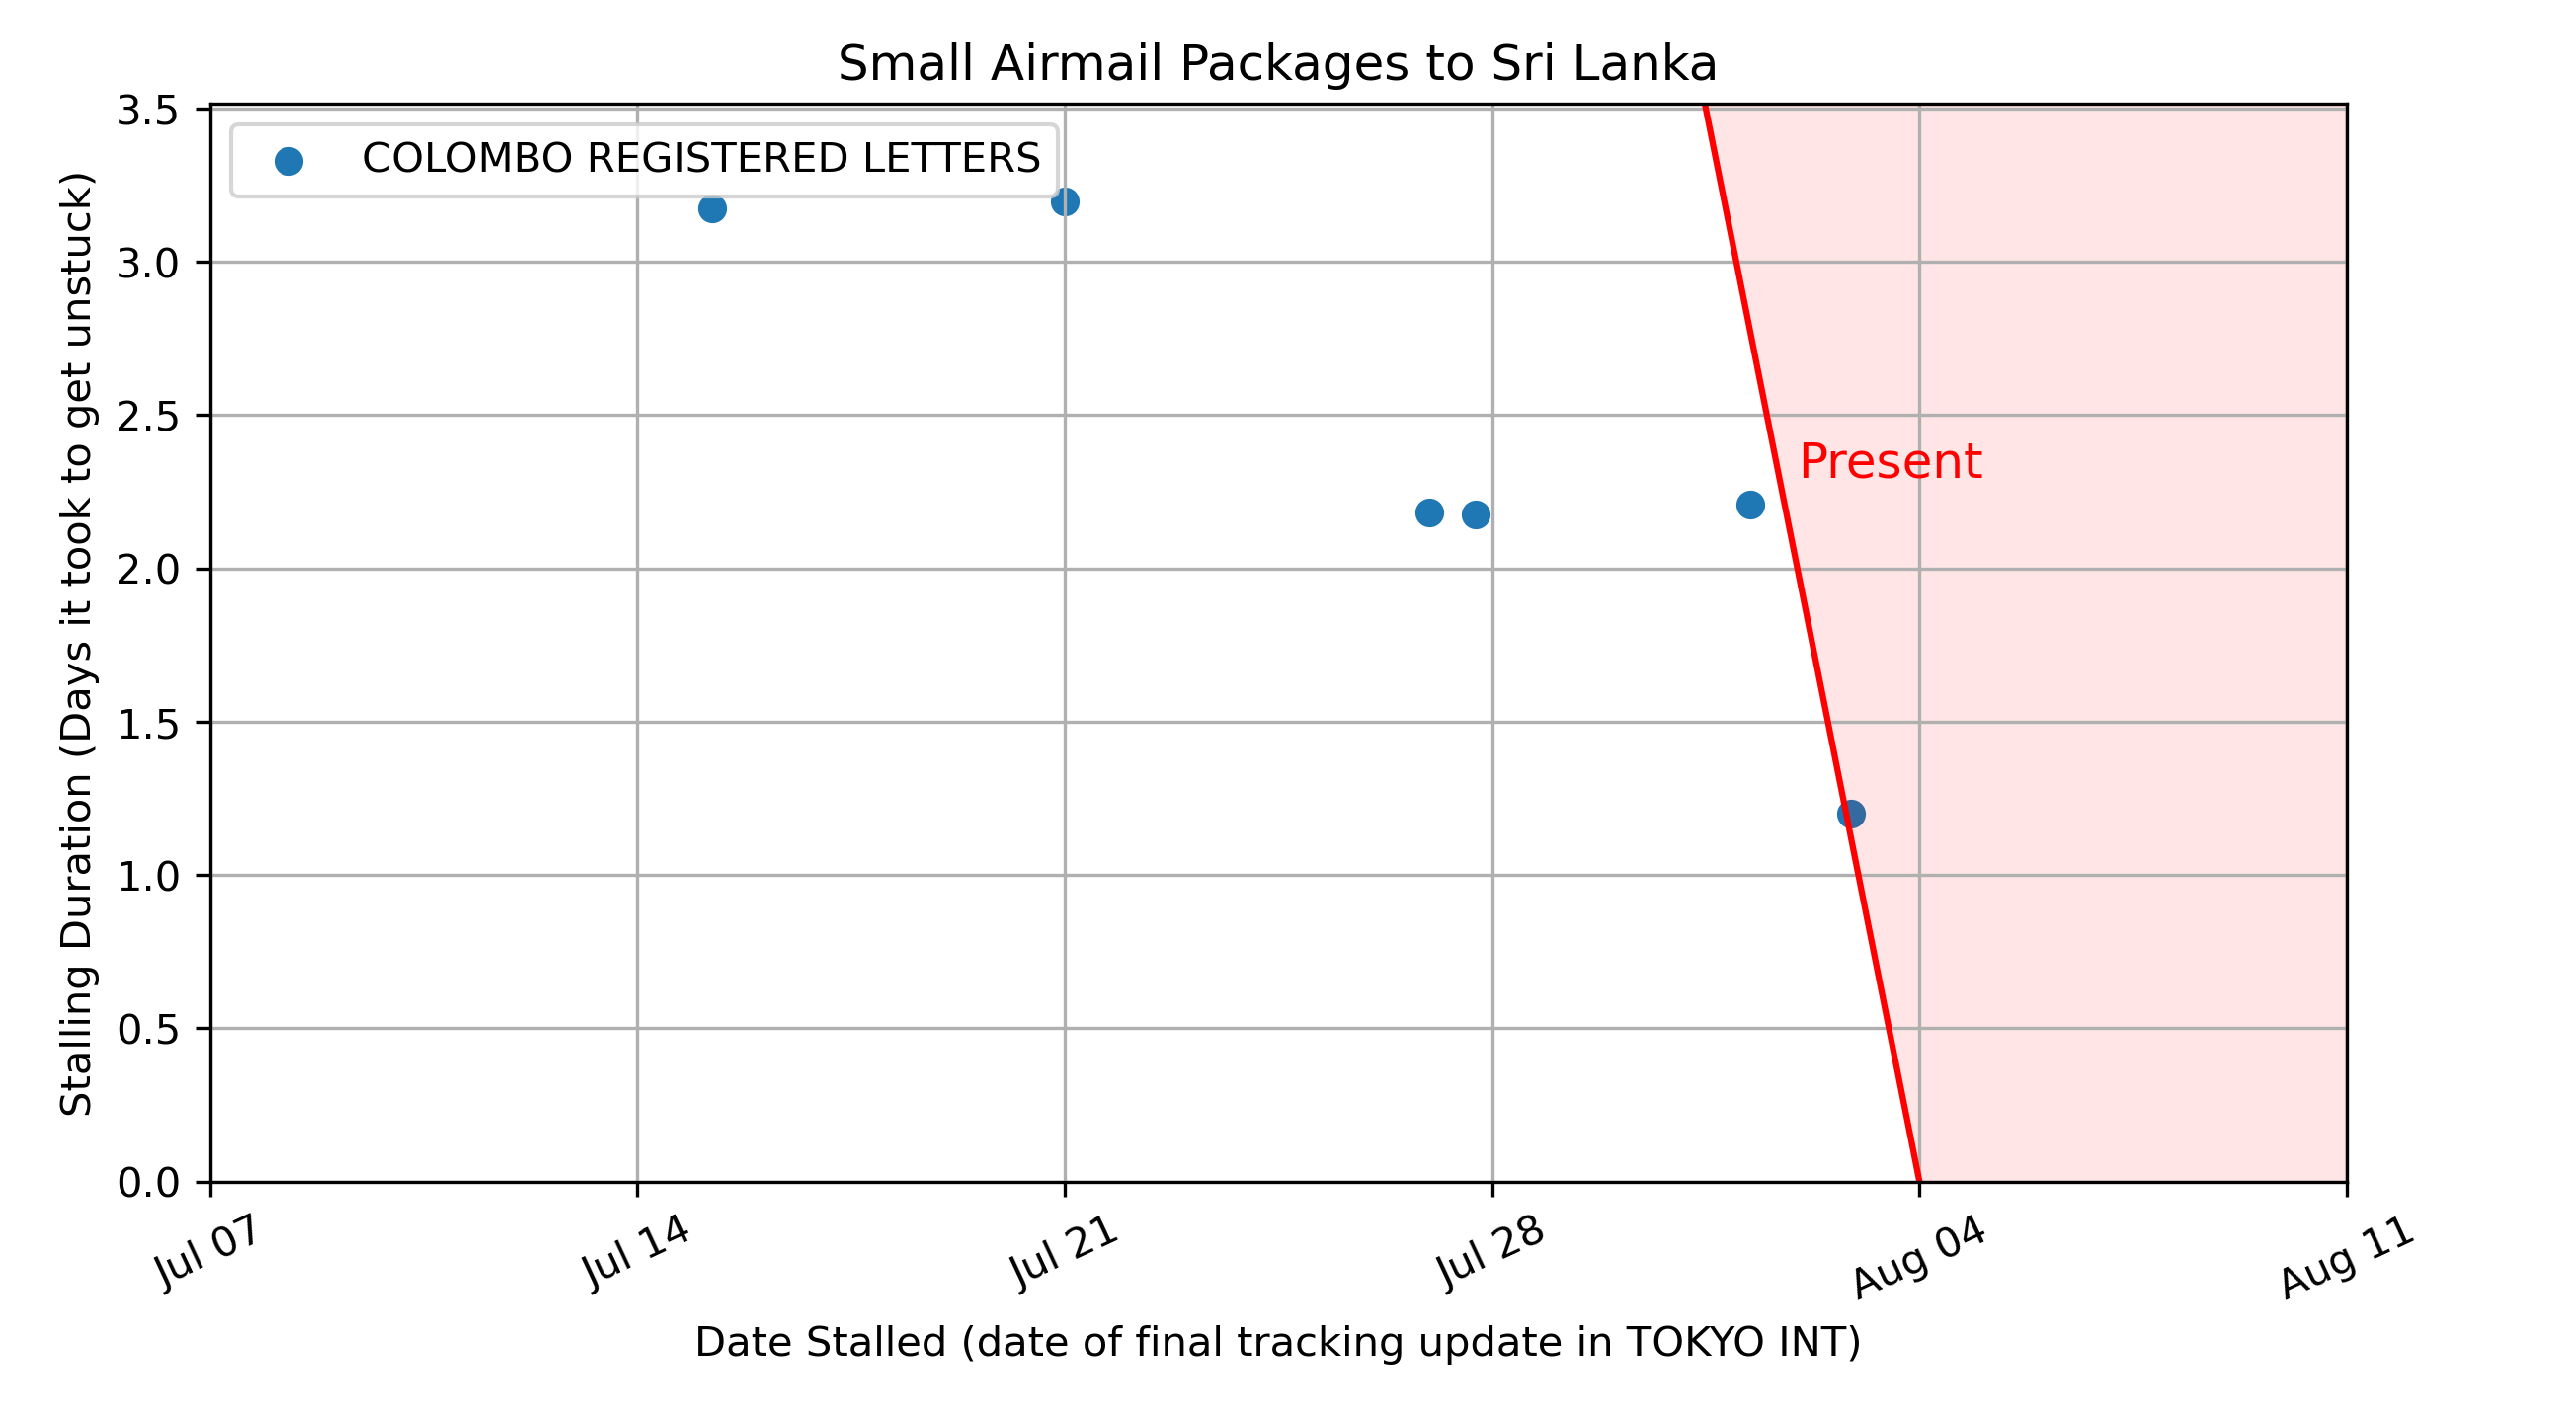 Small Airmail Packages to Sri Lanka
COLOMBO REGISTERED LETTERS
Present
Stalling Duration (Days it took to get unstuck)
3.5
3.0
2.5
2.0
1.5
1.0
0.5
0.0
Jul 07
Jul 14
Jul 21
Jul 28
Aug 04
Aug 11
Date Stalled (date of final tracking update in TOKYO INT)